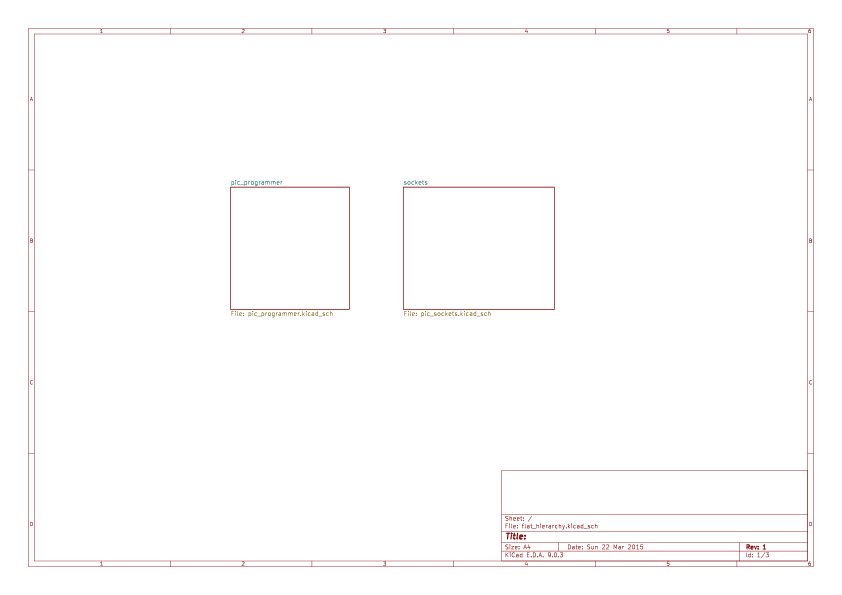 1 2 3 4 5 6
A A
pic_programmer sockets
B B
File: pic_programmer.kicad_sch File: pic_sockets.kicad_sch
C C
Sheet: /
D D
File: flat_hierarchy.kicad_sch
Title:
Size: A4 Date: Sun 22 Mar 2015 Rev: 1
KiCad E.D.A. 9.0.3 Id: 1/3
1 2 3 4 5 6